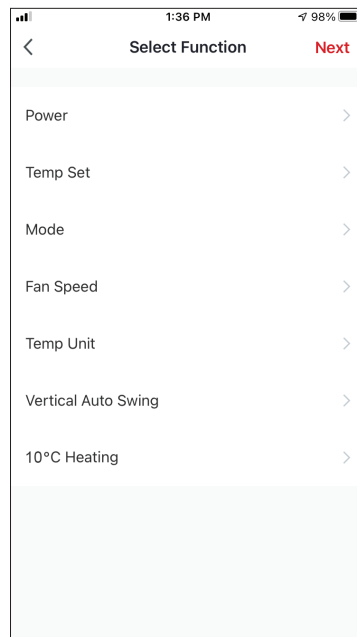 1:36 PM
98%
Select Function
Next
Power
Temp Set
Mode
Fan Speed
Temp Unit
Vertical Auto Swing
10°C Heating